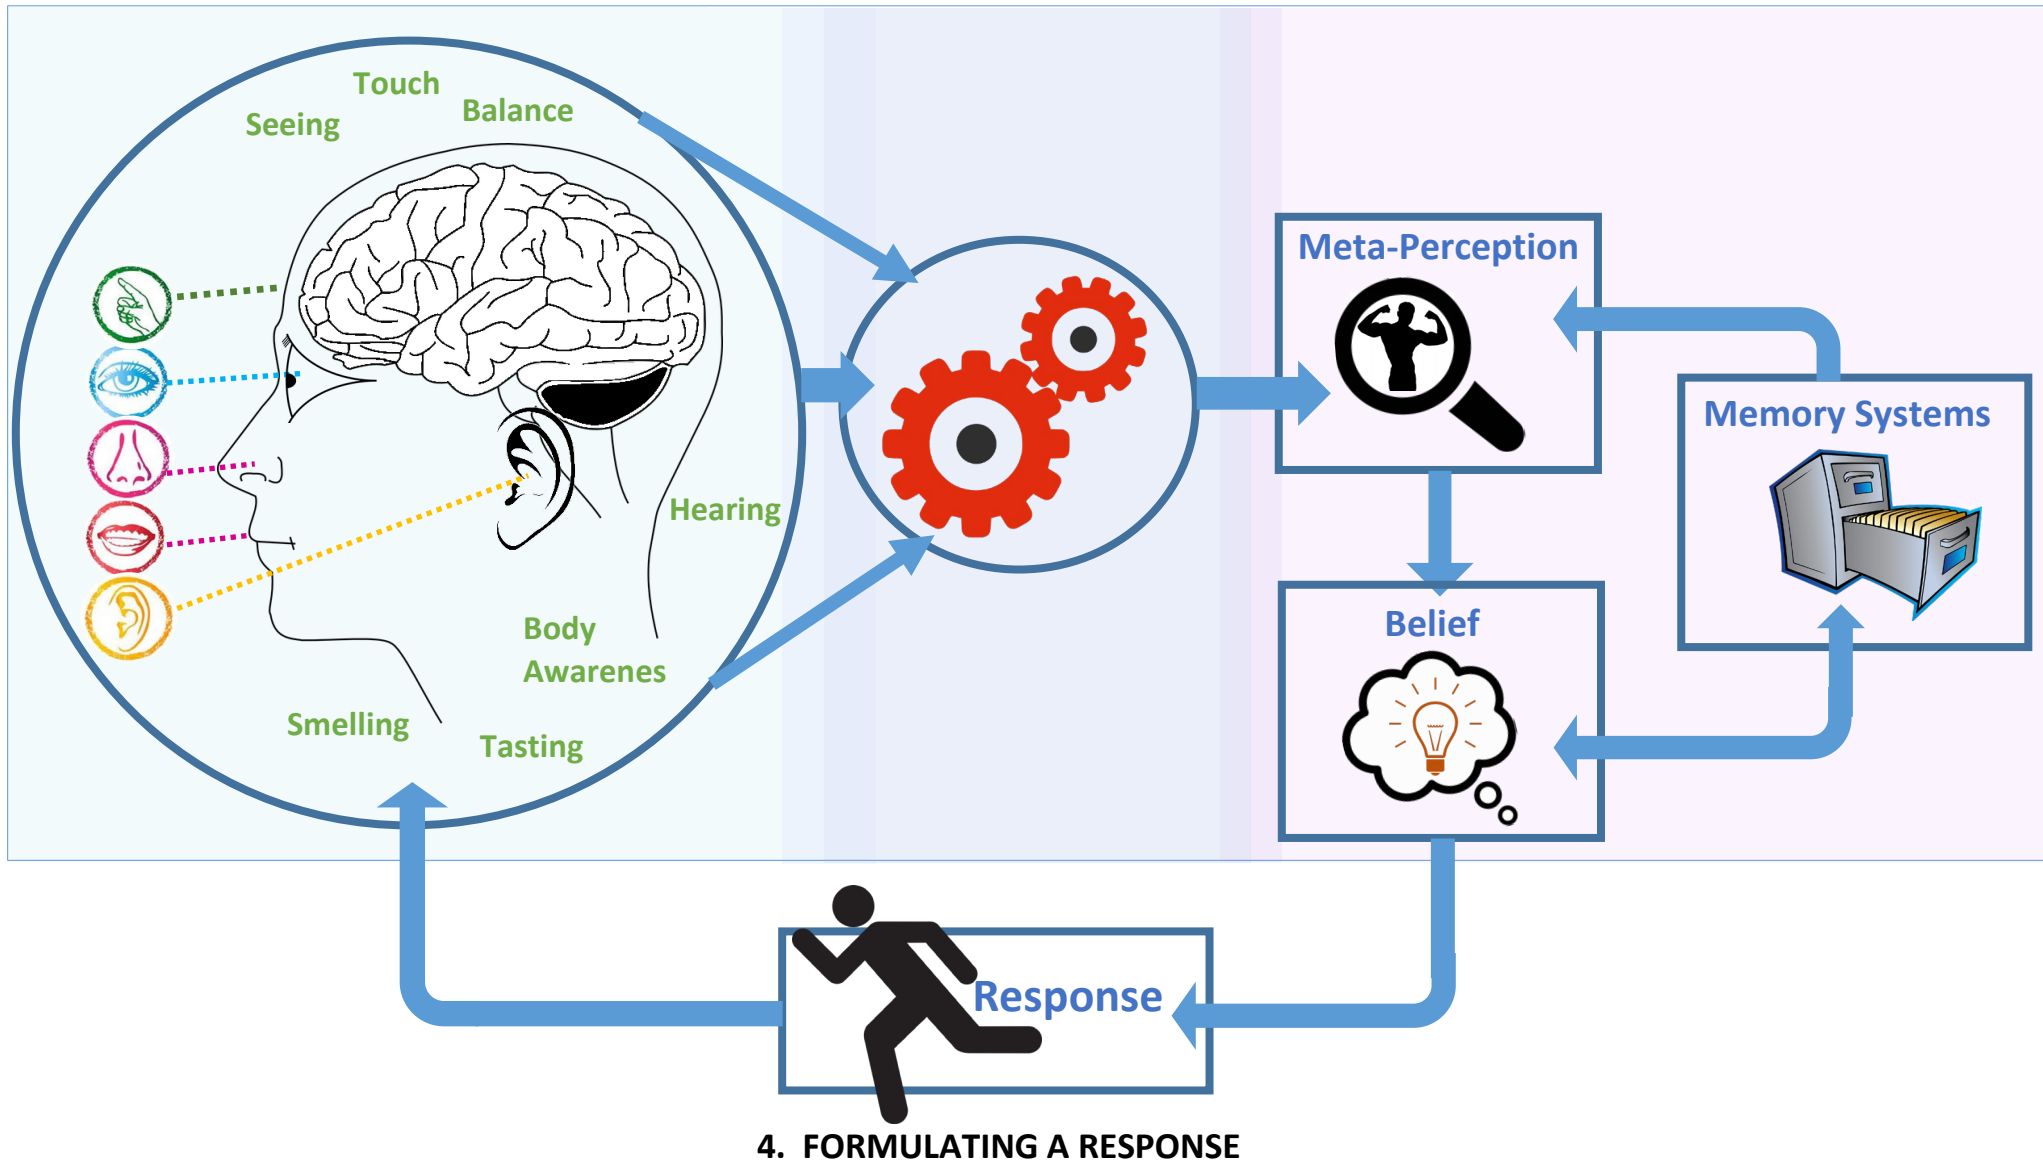 Touch
Balance
Seeing
Meta-Perception
Memory Systems
Hearing
Body
Awarenes
Belief
Smelling
Tasting
Response
4. FORMULATING A RESPONSE